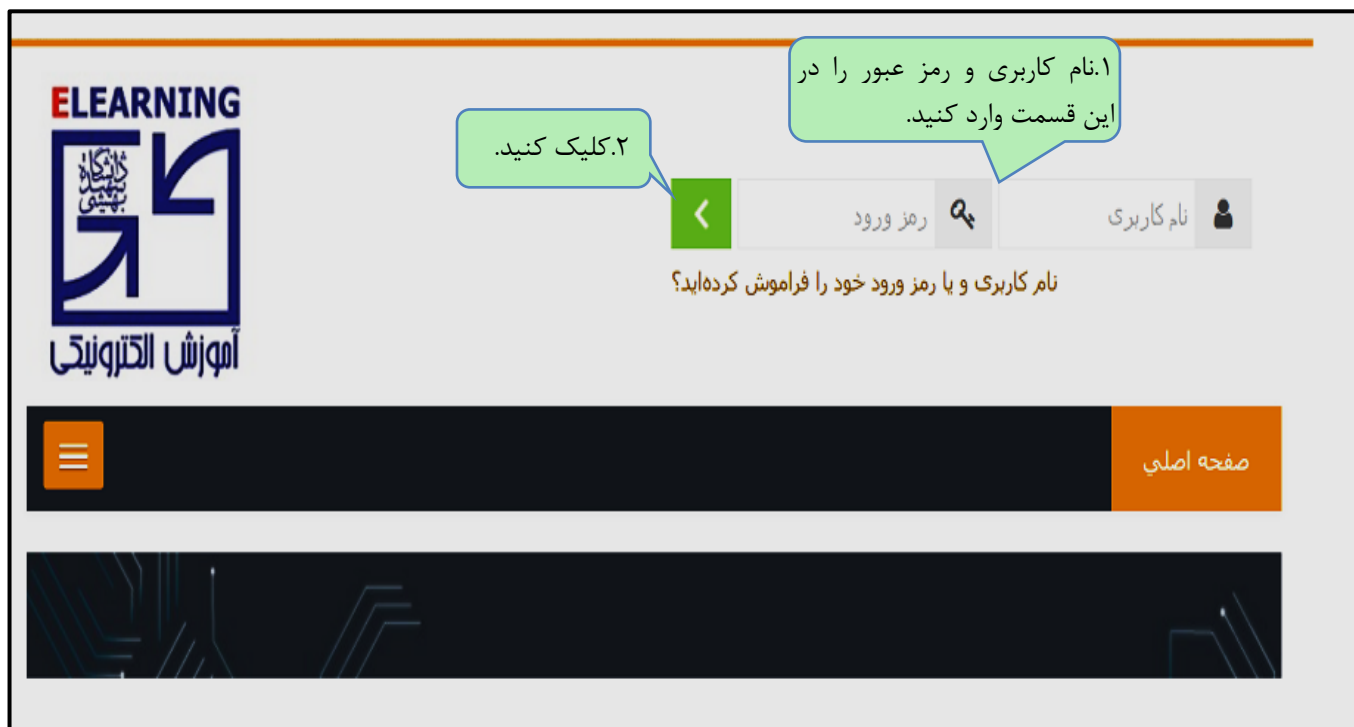 ۱.نام کاربری و رمز عبور را در
این قسمت وارد کنید.
۲.کلیک کنید.
ELEARNING
دانشگاه
شهید
بهشتی
آموزش الکترونیکی
نام کاربری
رمز ورود
نام کاربری و یا رمز ورود خود را فراموش کرده‌اید؟
صفحه اصلي